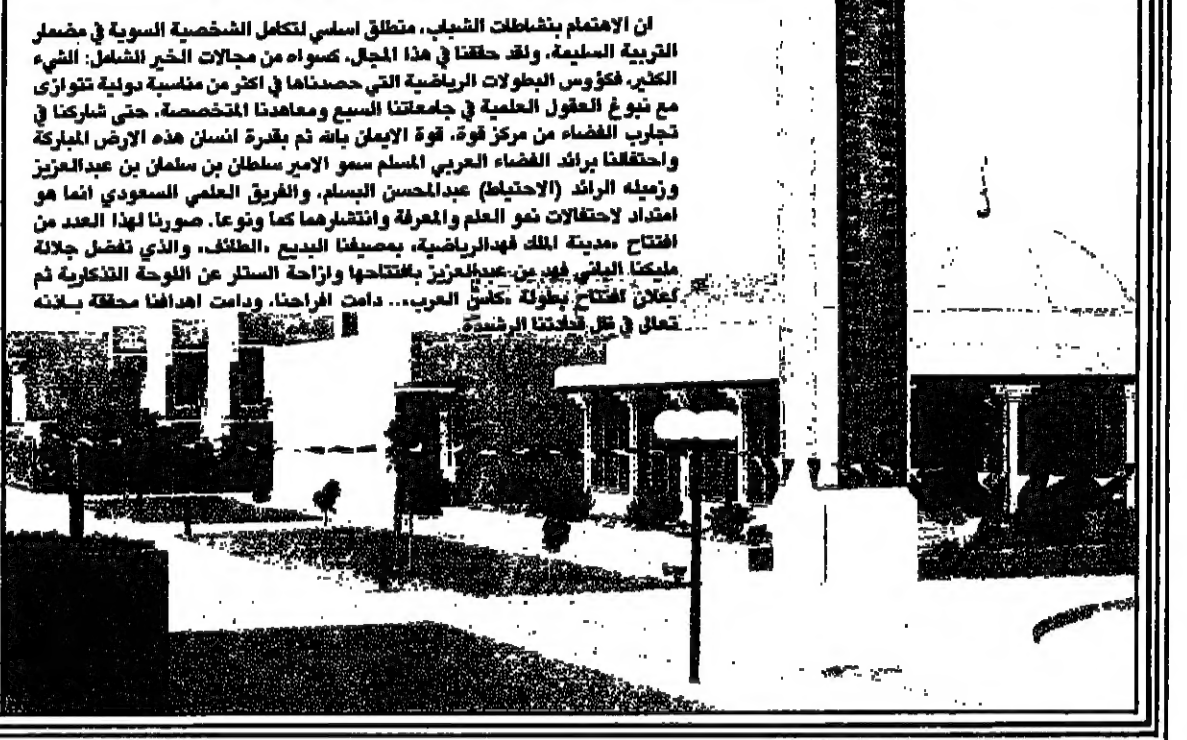 ان الاهتمام بنشاطات الشباب، منطلق اساسي لتكامل الشخصية السوية في مضمار
التربية السليمة، ولقد حققنا في هذا المجال، كسواه من مجالات الخير الشامل: الشيء
الكثير، فكؤوس البطولات الرياضية التي حصدناها في اكثر من مناسبة دولية تتوازى
مع نبوغ العقول العلمية في جامعاتنا السبع ومعاهدنا المتخصصة، حتى شاركنا في
تجارب الفضاء من مركز قوة، قوة الايمان بالله ثم بقدرة انسان هذه الارض المباركة
واحتفالنا برائد الفضاء العربي المسلم سمو الامير سلطان بن سلمان بن عبدالعزيز
وزميله الرائد (الاحتياط) عبدالمحسن البسام، والفريق العلمي السعودي انما هو
امتداد لاحتفالات نمو العلم والمعرفة وانتشارهما كما ونوعا. صورنا لهذا العدد من
افتتاح «مدينة الملك فهدالرياضية» بمصيفنا البديع «الطائف» والذي تفضل جلالة
مليكنا الباني فهد بن عبدالعزيز بافتتاحها وازاحة الستار عن اللوحة التذكارية ثم
كعلان افتتاح بطولة «كاس العرب»... دامت افراحنا، ودامت اهدافنا محققة بـاذنه
تعالى في ظل قيادتنا الرشيدة